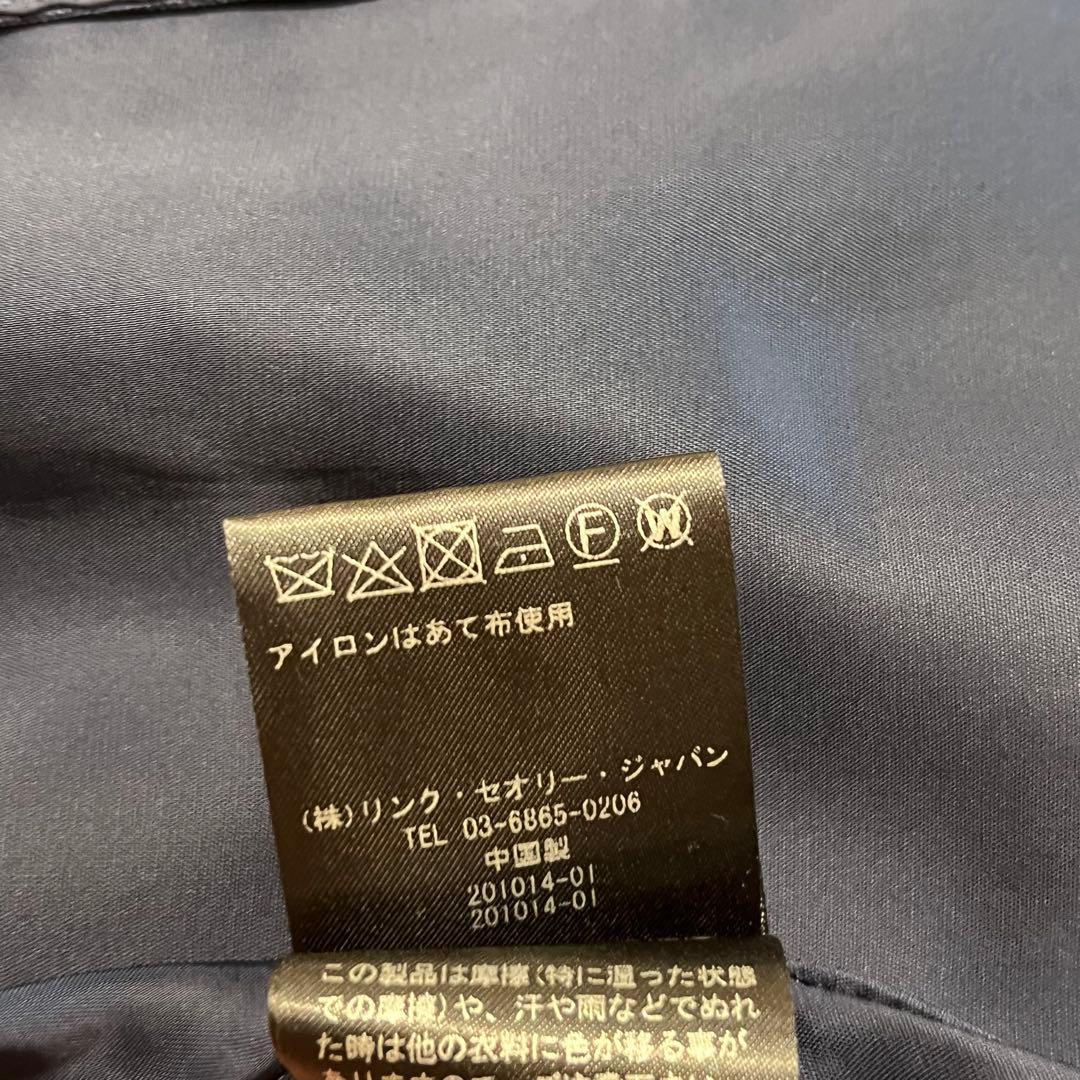 F W
アイロンはあて布使用
(株)リンク・セオリー・ジャパン
TEL 03-6865-0206
中国製
201014-01
201014-01
この製品は摩擦(特に湿った状態
での摩擦)や、汗や雨などでぬれ
た時は他の衣料に色が移る事が